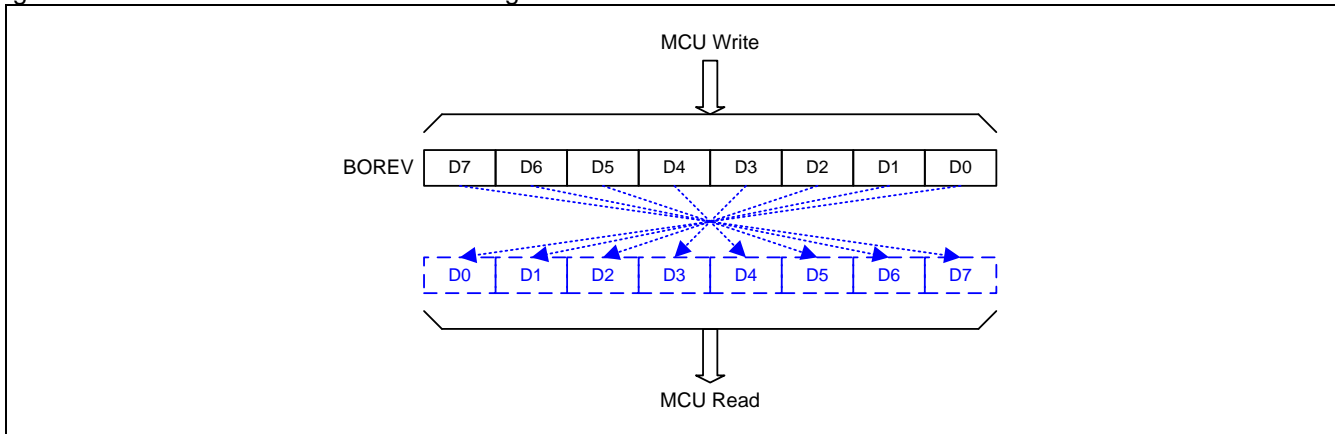 MCU Write
BOREV D7 D6 D5 D4 D3 D2 D1 D0
D0 D1 D2 D3 D4 D5 D6 D7
MCU Read